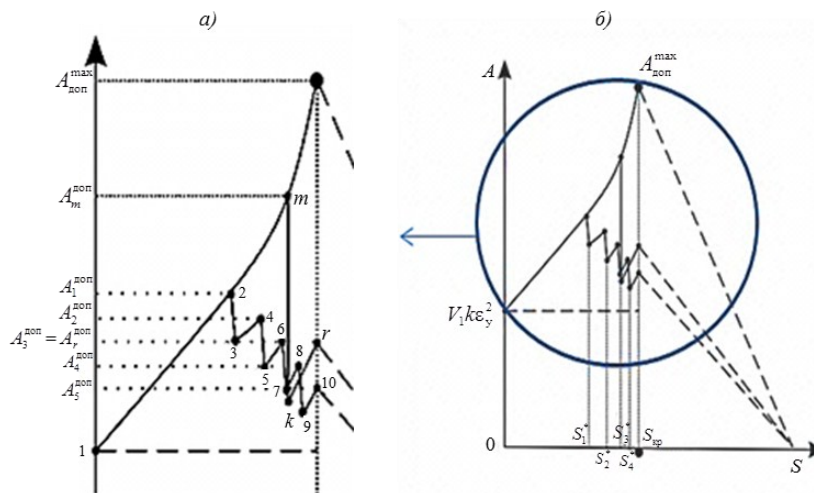 а)
A_доп^max
A_m^доп
m
A_1^доп
2
A_2^доп
4
A_3^доп = A_r^доп
3
6
r
A_4^доп
5
8
A_5^доп
7
10
k
9
1
б)
A
A_доп^max
V_1kε_y^2
0
S_1^*
S_3^*
S_кр
S_2^*
S_4^*
S